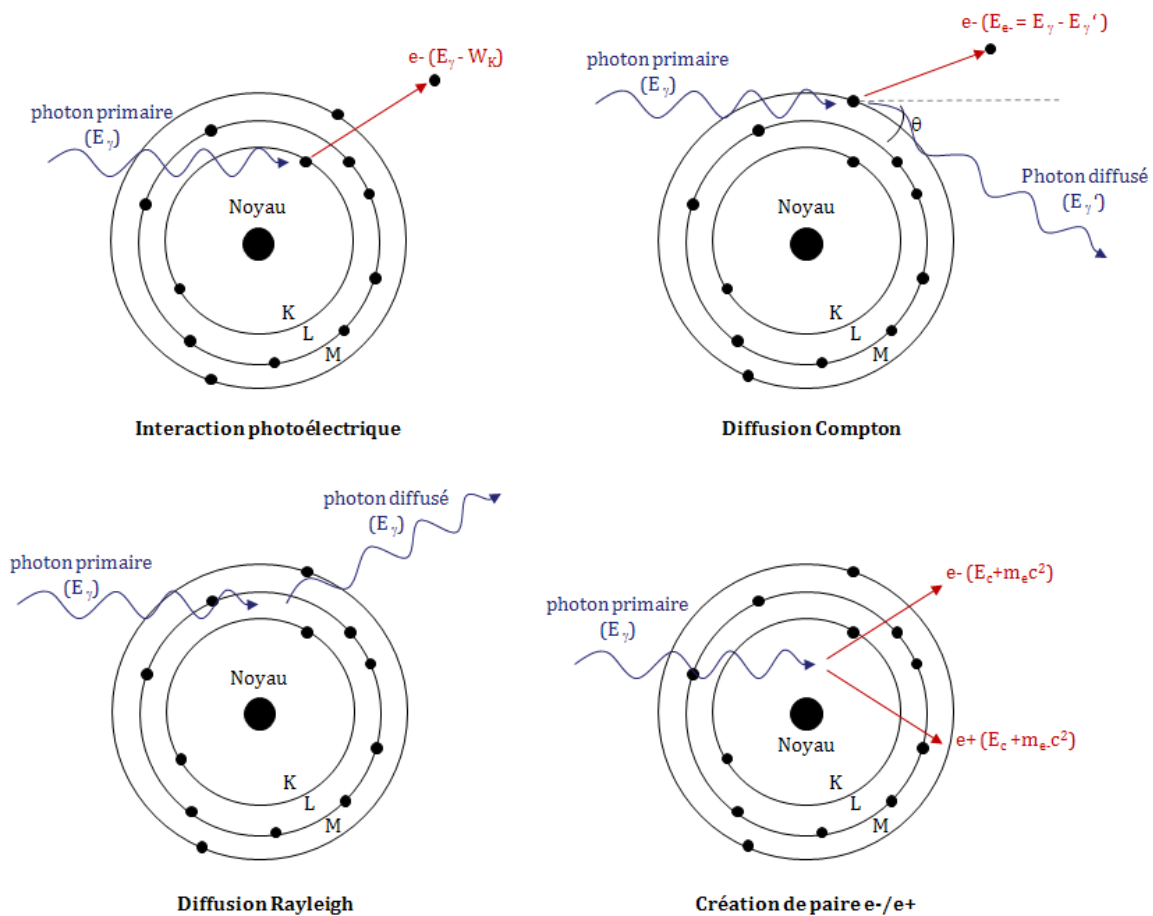 e- (Eγ - WK)
photon primaire
(Eγ)
Noyau
K
L
M
Interaction photoélectrique
e- (Ee- = Eγ - Eγ‘ )
photon primaire
(Eγ)
θ
Photon diffusé
(Eγ‘)
Noyau
K
L
M
Diffusion Compton
photon diffusé
(Eγ)
photon primaire
(Eγ)
Noyau
K
L
M
Diffusion Rayleigh
e- (Ec+mec²)
photon primaire
(Eγ)
Noyau
e+ (Ec +me-c²)
K
L
M
Création de paire e-/e+